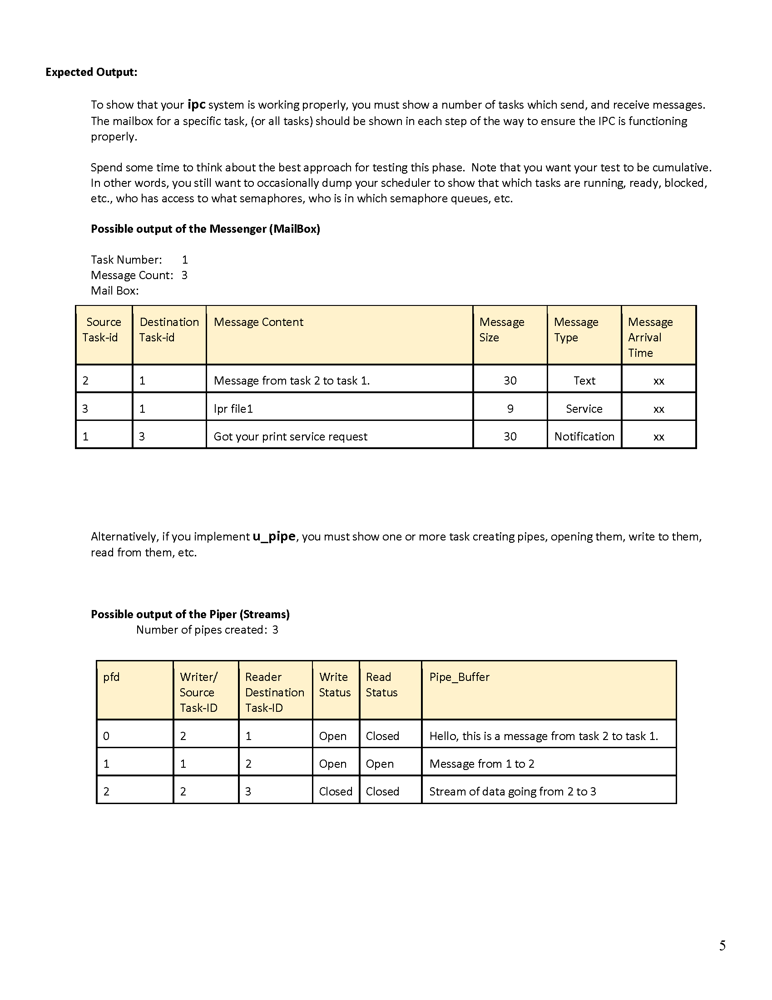 Expected Output:
To show that your ipc system is working properly, you must show a number of tasks which send, and receive messages.
The mailbox for a specific task, (or all tasks) should be shown in each step of the way to ensure the IPC is functioning
properly.
Spend some time to think about the best approach for testing this phase.  Note that you want your test to be cumulative.
In other words, you still want to occasionally dump your scheduler to show that which tasks are running, ready, blocked,
etc., who has access to what semaphores, who is in which semaphore queues, etc.
Possible output of the Messenger (MailBox)
Task Number: 1
Message Count: 3
Mail Box:
Source Destination Message Content Message Message Message
Task-id Task-id Size Type Arrival
Time
2 1 Message from task 2 to task 1. 30 Text xx
3 1 lpr file1 9 Service xx
1 3 Got your print service request 30 Notification xx
Alternatively, if you implement u_pipe, you must show one or more task creating pipes, opening them, write to them,
read from them, etc.
Possible output of the Piper (Streams)
Number of pipes created: 3
pfd Writer/ Reader Write Read Pipe_Buffer
Source Destination Status Status
Task-ID Task-ID
0 2 1 Open Closed Hello, this is a message from task 2 to task 1.
1 1 2 Open Open Message from 1 to 2
2 2 3 Closed Closed Stream of data going from 2 to 3
5